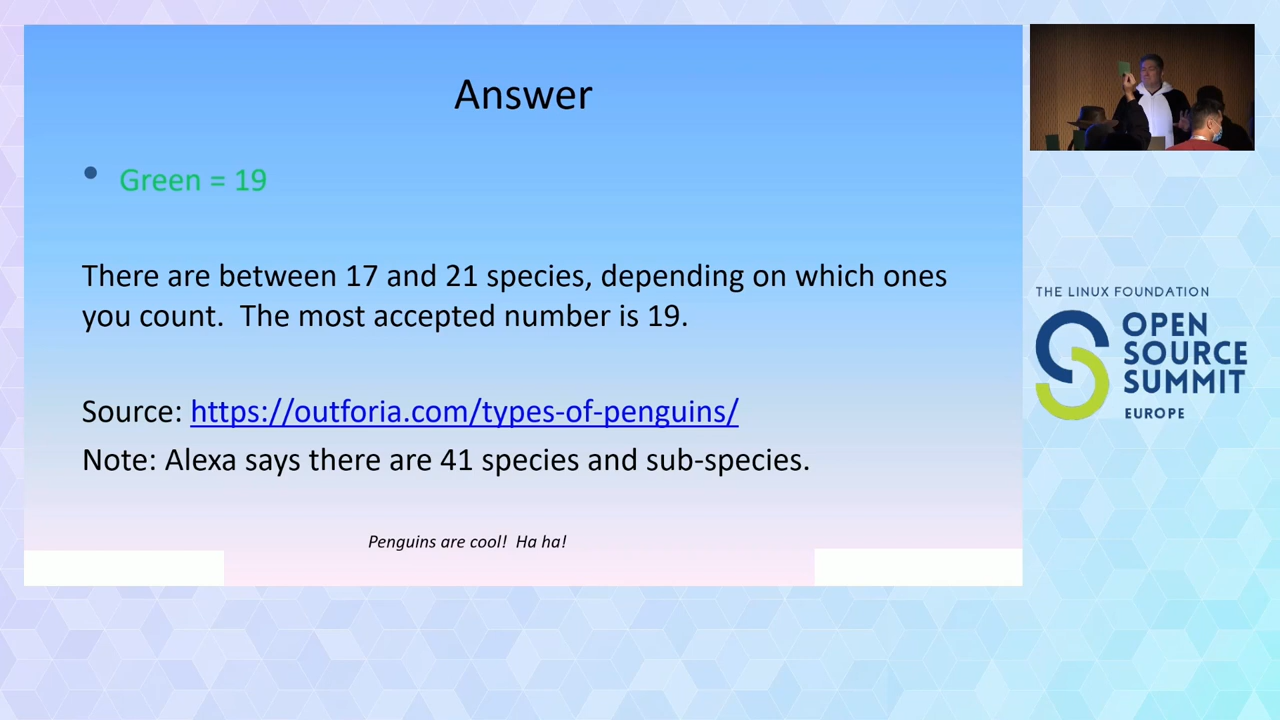 Answer
• Green = 19
There are between 17 and 21 species, depending on which ones
you count.  The most accepted number is 19.
Source: https://outforia.com/types-of-penguins/
Note: Alexa says there are 41 species and sub-species.
Penguins are cool!  Ha ha!
THE LINUX FOUNDATION
OPEN
SOURCE
SUMMIT
EUROPE